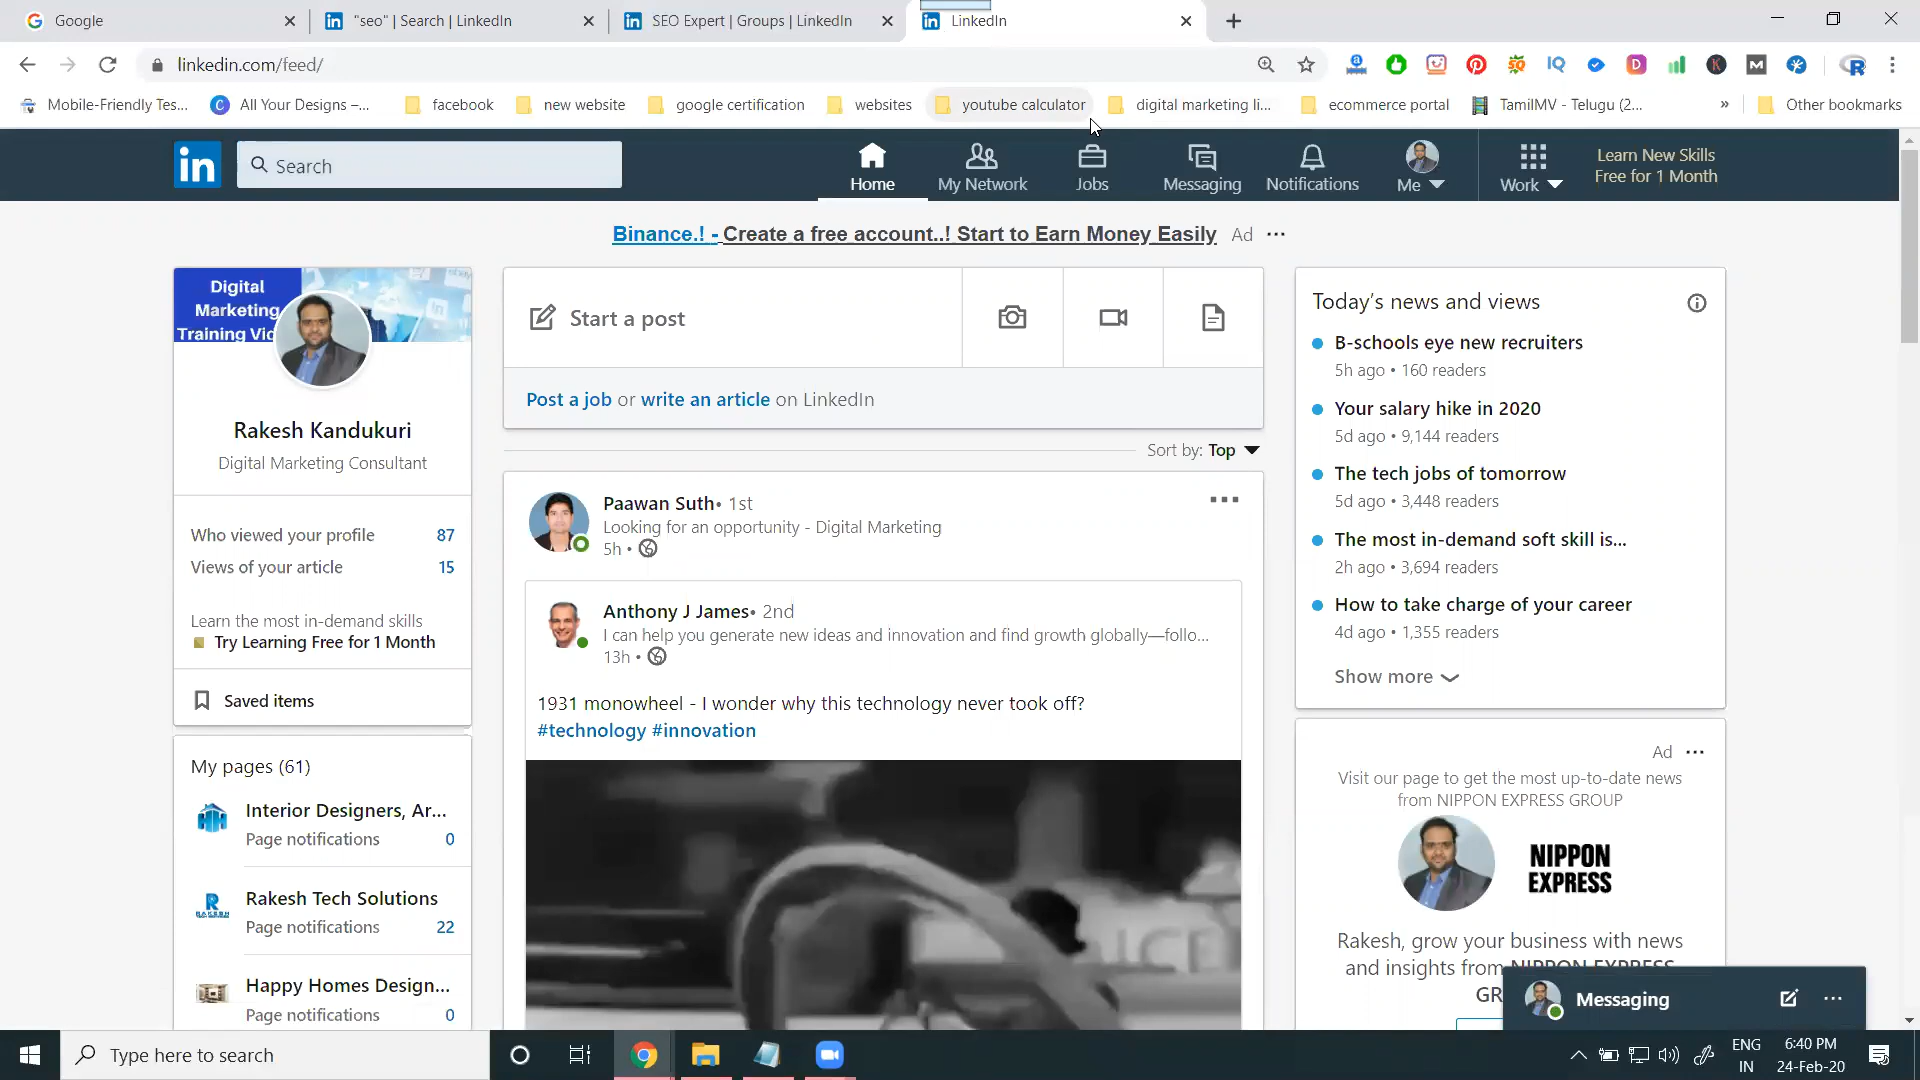 Google
"seo" | Search | LinkedIn
SEO Expert | Groups | LinkedIn
LinkedIn
linkedin.com/feed/
Mobile-Friendly Tes...
All Your Designs –...
facebook
new website
google certification
websites
youtube calculator
digital marketing li...
ecommerce portal
TamilMV - Telugu (2...
»
Other bookmarks
in
Search
Home
My Network
Jobs
Messaging
Notifications
Me
Work
Learn New Skills
Free for 1 Month
Binance.! - Create a free account..! Start to Earn Money Easily Ad ...
Digital
Marketing
Training Vid
Rakesh Kandukuri
Digital Marketing Consultant
Who viewed your profile 87
Views of your article 15
Learn the most in-demand skills
Try Learning Free for 1 Month
Saved items
My pages (61)
Interior Designers, Ar...
Page notifications 0
Rakesh Tech Solutions
Page notifications 22
Happy Homes Design...
Page notifications 0
Start a post
Post a job or write an article on LinkedIn
Sort by: Top
Paawan Suth • 1st
Looking for an opportunity - Digital Marketing
5h •
Anthony J James • 2nd
I can help you generate new ideas and innovation and find growth globally—follo...
13h •
1931 monowheel - I wonder why this technology never took off?
#technology #innovation
Today's news and views
B-schools eye new recruiters
5h ago • 160 readers
Your salary hike in 2020
5d ago • 9,144 readers
The tech jobs of tomorrow
5d ago • 3,448 readers
The most in-demand soft skill is...
2h ago • 3,694 readers
How to take charge of your career
4d ago • 1,355 readers
Show more
Ad ...
Visit our page to get the most up-to-date news
from NIPPON EXPRESS GROUP
NIPPON
EXPRESS
Rakesh, grow your business with news
and insights from NIPPON EXPRESS
GR
Messaging
Type here to search
ENG
IN
6:40 PM
24-Feb-20